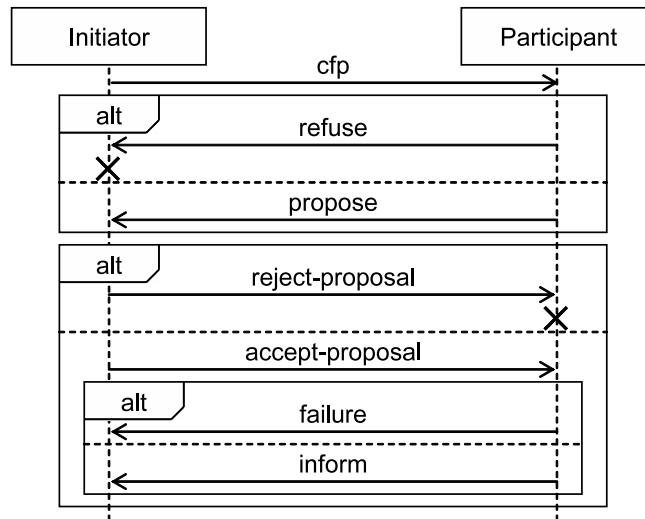 Initiator
Participant
cfp
alt
refuse
propose
alt
reject-proposal
accept-proposal
alt
failure
inform